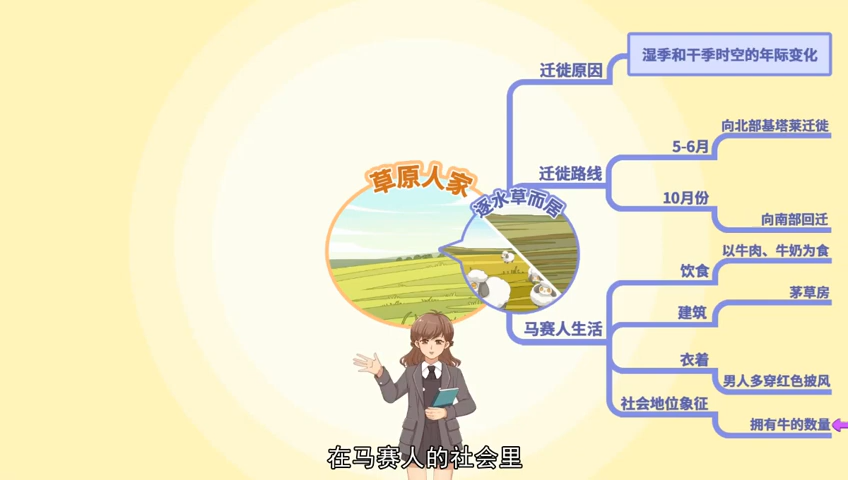 草原人家
逐水草而居
迁徙原因
湿季和干季时空的年际变化
迁徙路线
5-6月
向北部基塔莱迁徙
10月份
向南部回迁
马赛人生活
饮食
以牛肉、牛奶为食
建筑
茅草房
衣着
男人多穿红色披风
社会地位象征
拥有牛的数量
在马赛人的社会里